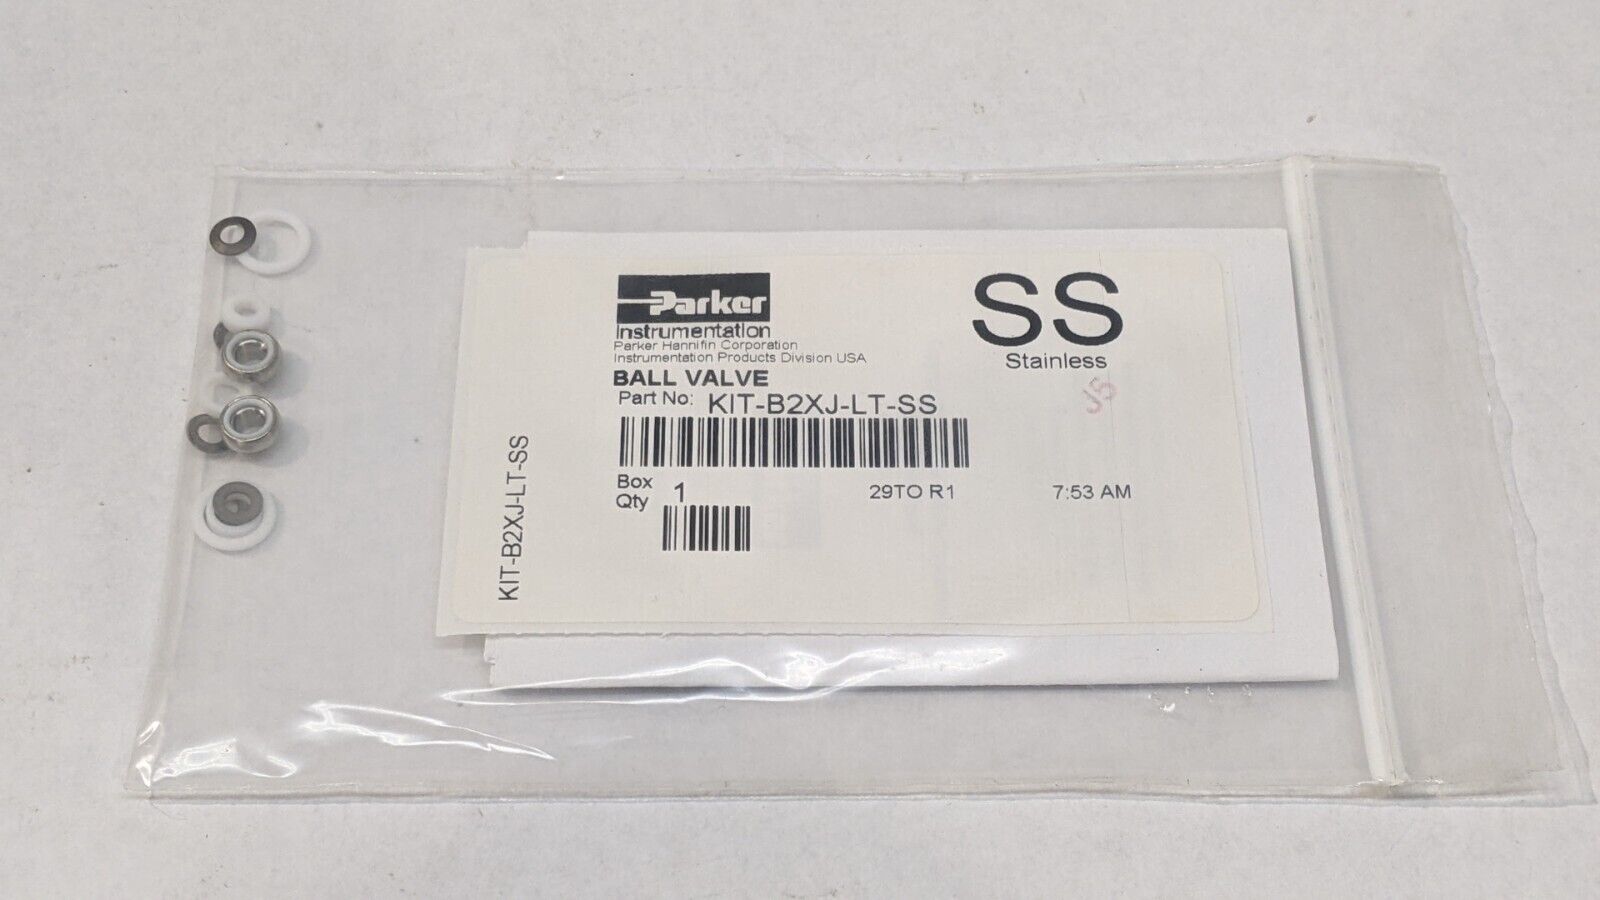 Parker
Instrumentation
Parker Hannifin Corporation
Instrumentation Products Division USA
BALL VALVE
Part No: KIT-B2XJ-LT-SS
Box
Qty 1
29TO R1
7:53 AM
SS
Stainless
KIT-B2XJ-LT-SS